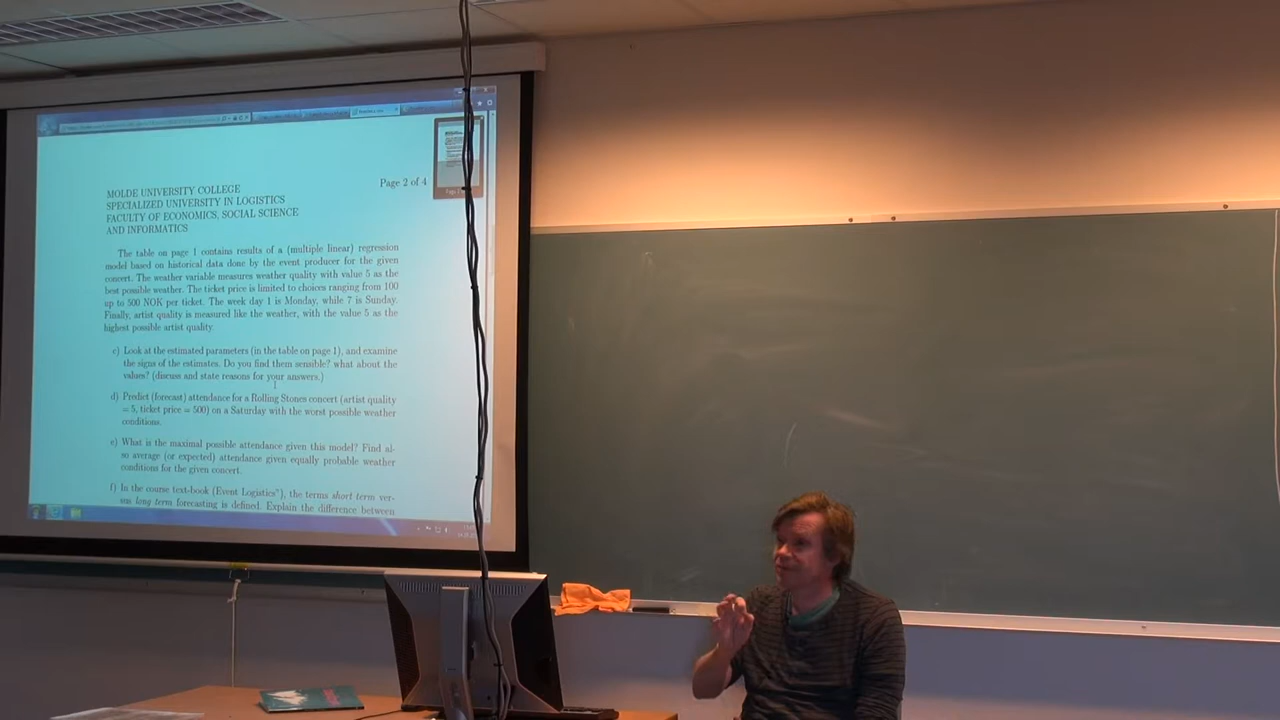 Page 2 of 4
MOLDE UNIVERSITY COLLEGE
SPECIALIZED UNIVERSITY IN LOGISTICS
FACULTY OF ECONOMICS, SOCIAL SCIENCE
AND INFORMATICS
The table on page 1 contains results of a (multiple linear) regression
model based on historical data done by the event producer for the given
concert. The weather variable measures weather quality with value 5 as the
best possible weather. The ticket price is limited to choices ranging from 100
up to 500 NOK per ticket. The week day 1 is Monday, while 7 is Sunday.
Finally, artist quality is measured like the weather, with the value 5 as the
highest possible artist quality.
c) Look at the estimated parameters (in the table on page 1), and examine
the signs of the estimates. Do you find them sensible? what about the
values? (discuss and state reasons for your answers.)
d) Predict (forecast) attendance for a Rolling Stones concert (artist quality
= 5, ticket price = 500) on a Saturday with the worst possible weather
conditions.
e) What is the maximal possible attendance given this model? Find al-
so average (or expected) attendance given equally probable weather
conditions for the given concert.
f) In the course text-book (Event Logistics"), the terms short term ver-
sus long term forecasting is defined. Explain the difference between